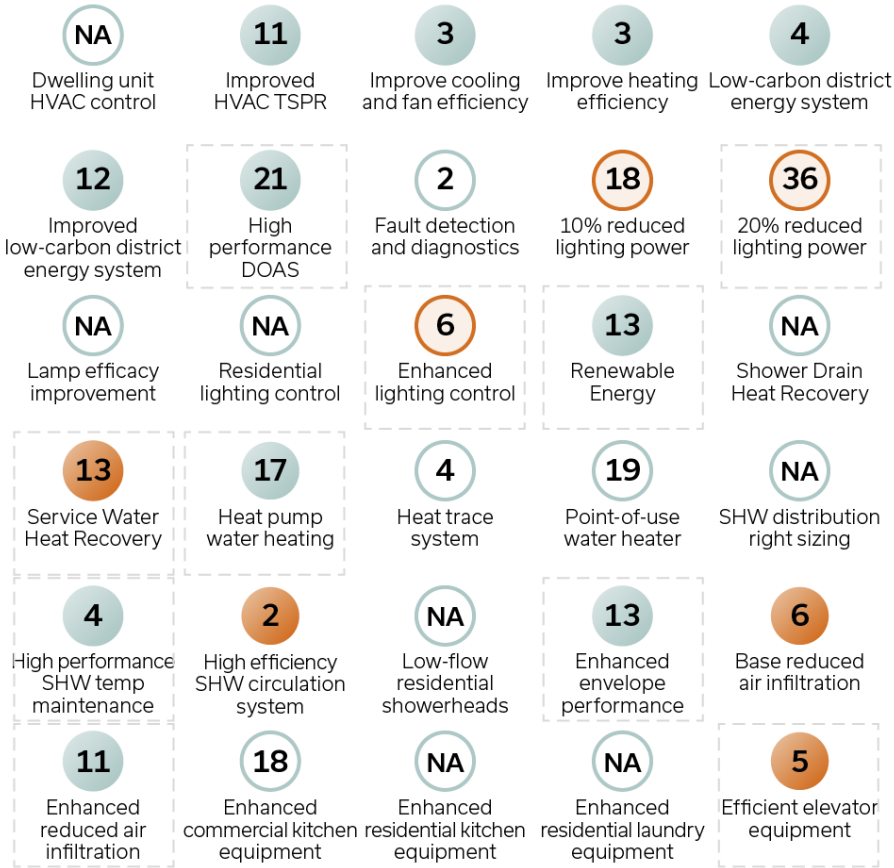 NA
Dwelling unit
HVAC control
11
Improved
HVAC TSPR
3
Improve cooling
and fan efficiency
3
Improve heating
efficiency
4
Low-carbon district
energy system
12
Improved
low-carbon district
energy system
21
High
performance
DOAS
2
Fault detection
and diagnostics
18
10% reduced
lighting power
36
20% reduced
lighting power
NA
Lamp efficacy
improvement
NA
Residential
lighting control
6
Enhanced
lighting control
13
Renewable
Energy
NA
Shower Drain
Heat Recovery
13
Service Water
Heat Recovery
17
Heat pump
water heating
4
Heat trace
system
19
Point-of-use
water heater
NA
SHW distribution
right sizing
4
High performance
SHW temp
maintenance
2
High efficiency
SHW circulation
system
NA
Low-flow
residential
showerheads
13
Enhanced
envelope
performance
6
Base reduced
air infiltration
11
Enhanced
reduced air
infiltration
18
Enhanced
commercial kitchen
equipment
NA
Enhanced
residential kitchen
equipment
NA
Enhanced
residential laundry
equipment
5
Efficient elevator
equipment